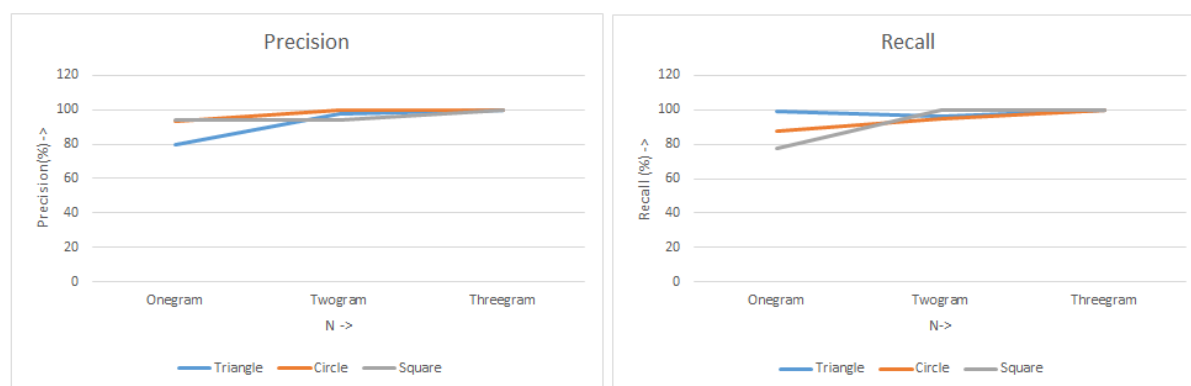 Precision
120
100
80
60
40
20
0
Precision(%) ->
Onegram Twogram Threegram
N ->
Triangle Circle Square
Recall
120
100
80
60
40
20
0
Recall (%) ->
Onegram Twogram Threegram
N->
Triangle Circle Square